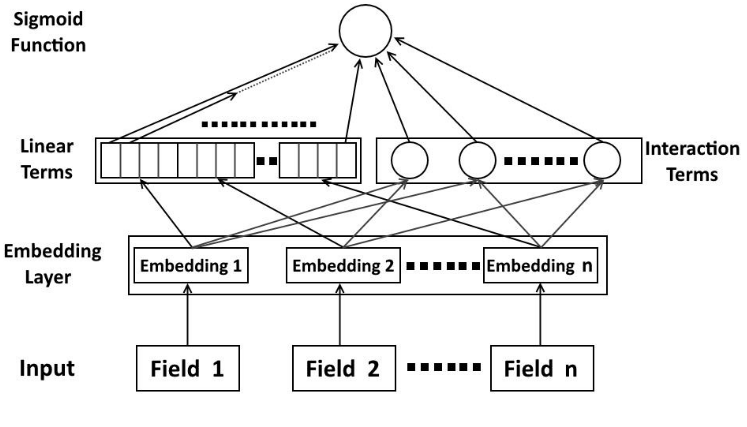 Sigmoid
Function
Linear
Terms
Interaction
Terms
Embedding
Layer
Embedding 1
Embedding 2
Embedding n
Input
Field 1
Field 2
Field n